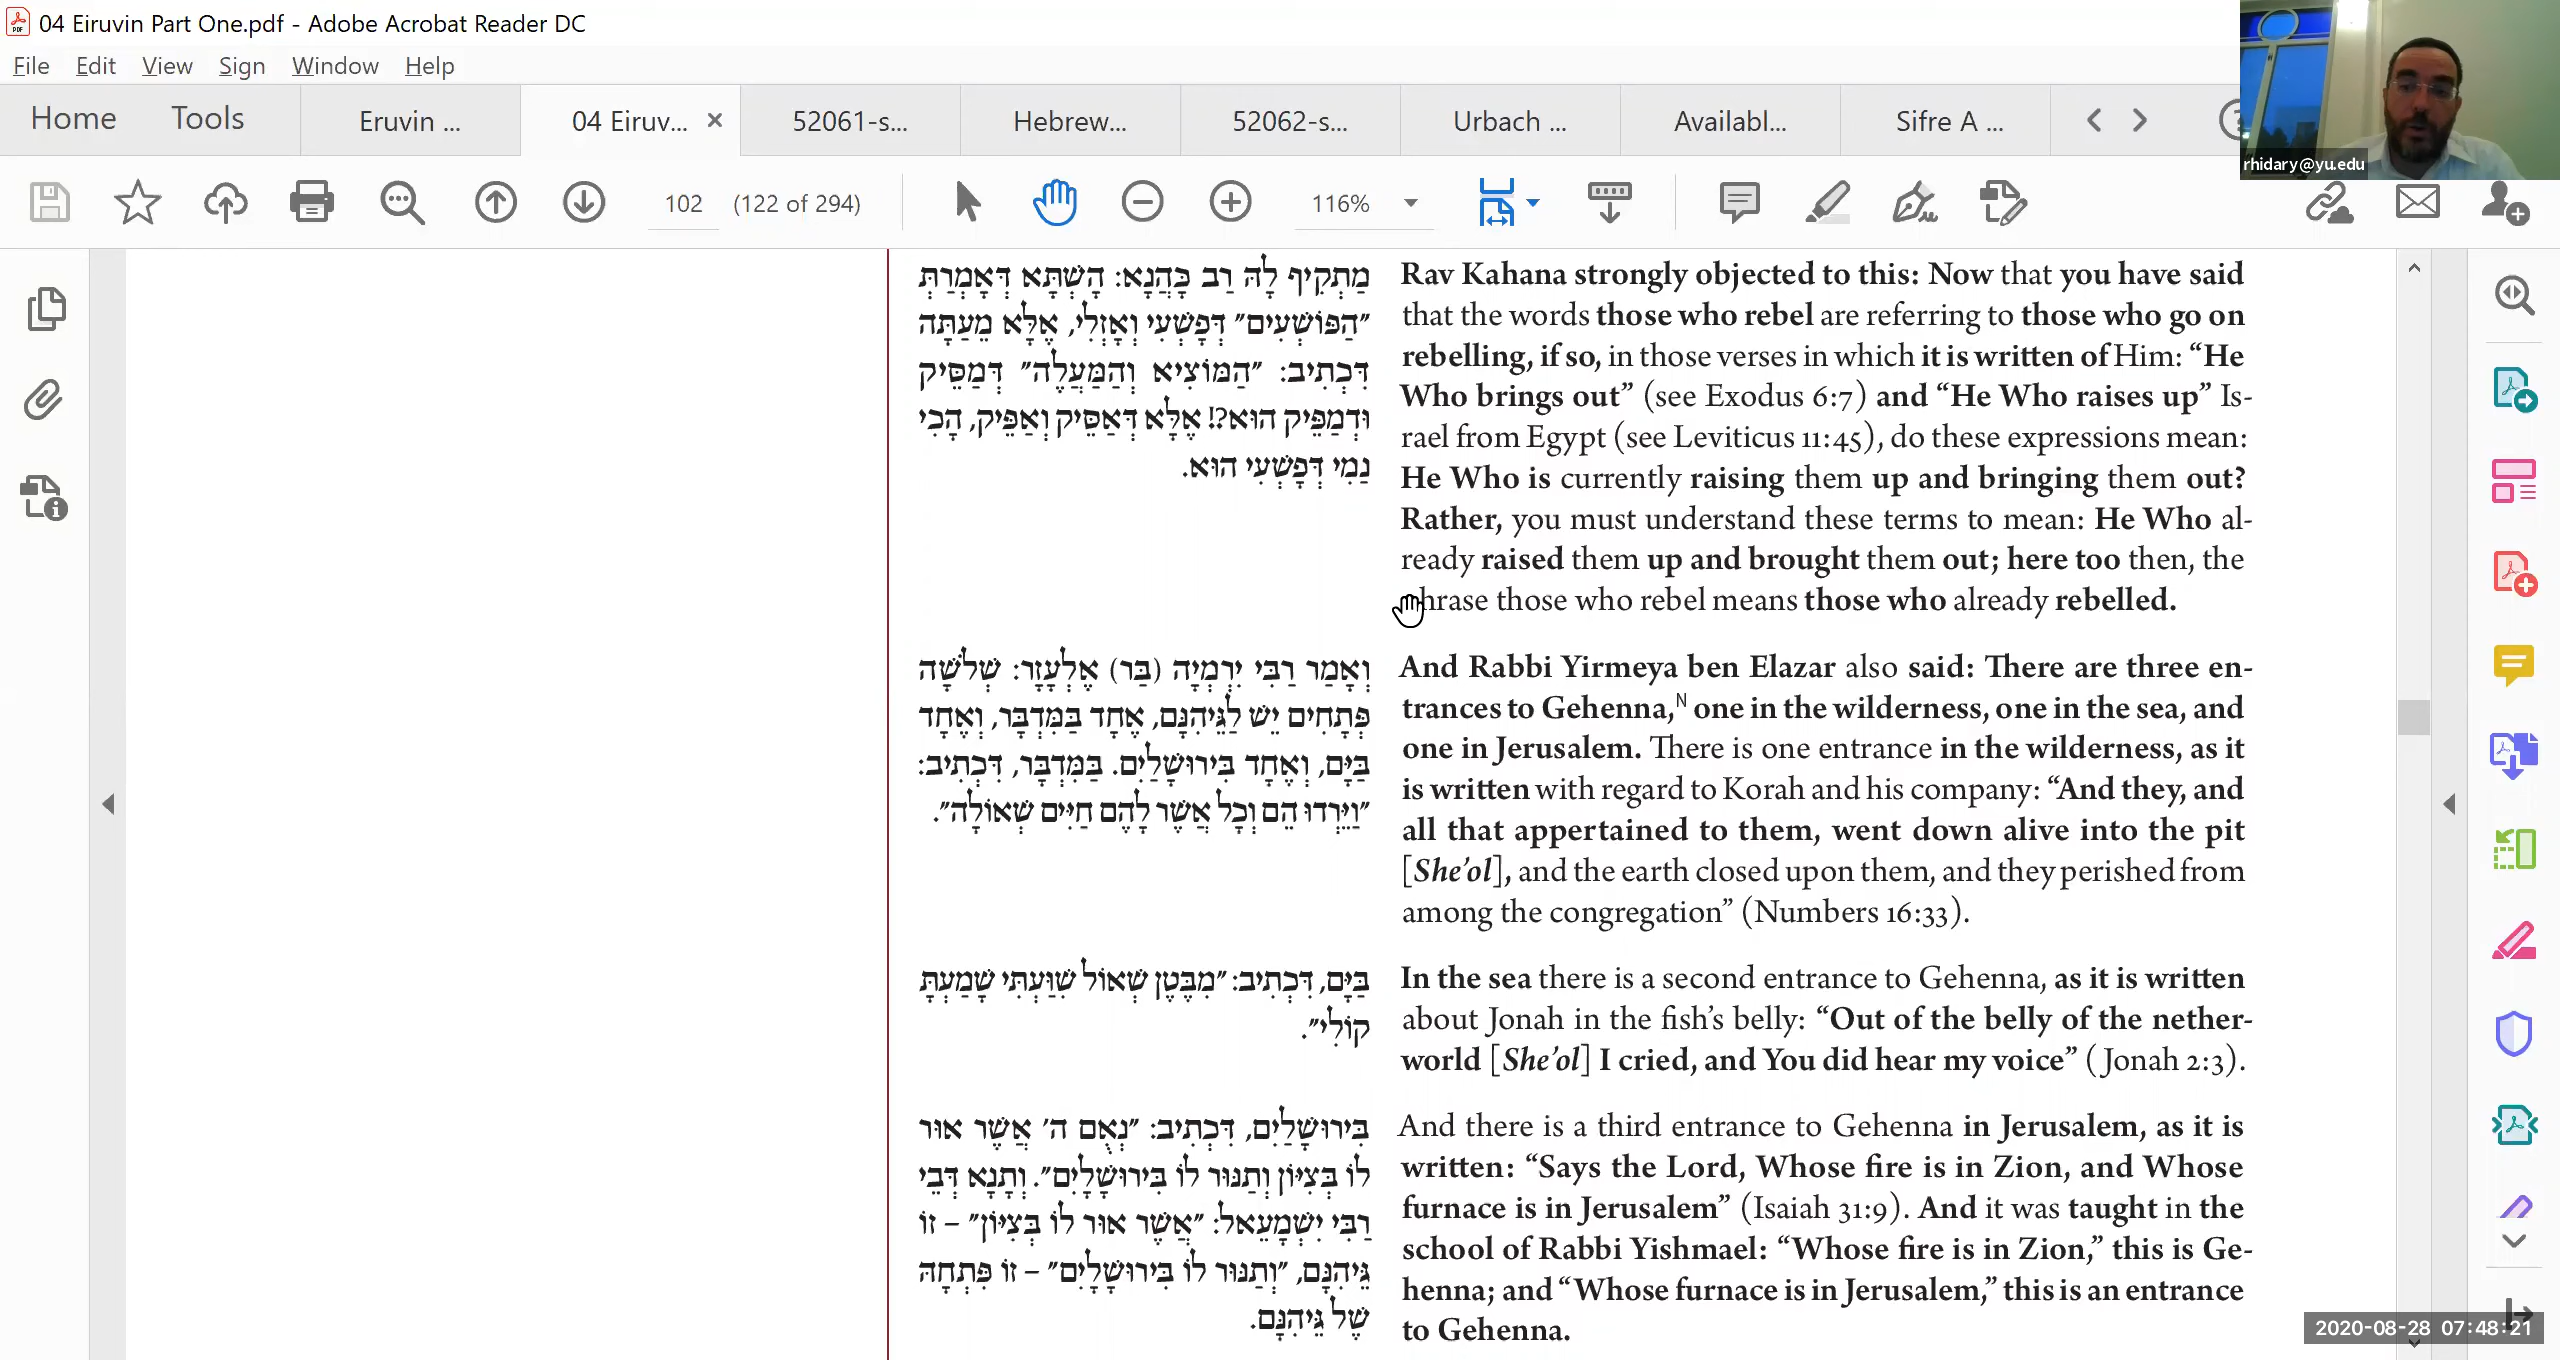 04 Eiruvin Part One.pdf - Adobe Acrobat Reader DC
File Edit View Sign Window Help
Home Tools Eruvin ... 04 Eiruv... × 52061-s... Hebrew... 52062-s... Urbach ... Availabl... Sifre A ...
rhidary@yu.edu
102 (122 of 294) 116%
מַתְקִיף לָהּ רַב כָּהֲנָא: הָשְׁתָּא דְּאָמְרַתְּ
״הַפּוֹשְׁעִים״ דְּפָשְׁעִי וְאָזְלִי, אֶלָּא מֵעַתָּה
דִּכְתִיב: ״הַמּוֹצִיא וְהַמַּעֲלֶה״ דְּמַסֵּיק
וּדְמַפֵּיק הוּא?! אֶלָּא דְּאַסֵּיק וְאַפֵּיק, הָכִי
נַמִי דְּפָשְׁעִי הוּא.
Rav Kahana strongly objected to this: Now that you have said
that the words those who rebel are referring to those who go on
rebelling, if so, in those verses in which it is written of Him: “He
Who brings out” (see Exodus 6:7) and “He Who raises up” Is-
rael from Egypt (see Leviticus 11:45), do these expressions mean:
He Who is currently raising them up and bringing them out?
Rather, you must understand these terms to mean: He Who al-
ready raised them up and brought them out; here too then, the
phrase those who rebel means those who already rebelled.
וְאָמַר רַבִּי יִרְמְיָה (בַּר) אֶלְעָזָר: שְׁלֹשָׁה
פְּתָחִים יֵשׁ לַגֵּיהִנָּם, אֶחָד בַּמִּדְבָּר, וְאֶחָד
בַּיָּם, וְאֶחָד בִּירוּשָׁלַיִם. בַּמִּדְבָּר, דִּכְתִיב:
״וַיֵּרְדוּ הֵם וְכָל אֲשֶׁר לָהֶם חַיִּים שְׁאוֹלָה״.
And Rabbi Yirmeya ben Elazar also said: There are three en-
trances to Gehenna,N one in the wilderness, one in the sea, and
one in Jerusalem. There is one entrance in the wilderness, as it
is written with regard to Korah and his company: “And they, and
all that appertained to them, went down alive into the pit
[She’ol], and the earth closed upon them, and they perished from
among the congregation” (Numbers 16:33).
בַּיָּם, דִּכְתִיב: ״מִבֶּטֶן שְׁאוֹל שִׁוַּעְתִּי שָׁמַעְתָּ
קוֹלִי״.
In the sea there is a second entrance to Gehenna, as it is written
about Jonah in the fish’s belly: “Out of the belly of the nether-
world [She’ol] I cried, and You did hear my voice” (Jonah 2:3).
בִּירוּשָׁלַיִם, דִּכְתִיב: ״נְאֻם ה׳ אֲשֶׁר אוּר
לוֹ בְּצִיּוֹן וְתַנּוּר לוֹ בִּירוּשָׁלָיִם״. וְתָנָא דְּבֵי
רַבִּי יִשְׁמָעֵאל: ״אֲשֶׁר אוּר לוֹ בְּצִיּוֹן״ – זוֹ
גֵּיהִנָּם, ״וְתַנּוּר לוֹ בִּירוּשָׁלָיִם״ – זוֹ פִּתְחָהּ
שֶׁל גֵּיהִנָּם.
And there is a third entrance to Gehenna in Jerusalem, as it is
written: “Says the Lord, Whose fire is in Zion, and Whose
furnace is in Jerusalem” (Isaiah 31:9). And it was taught in the
school of Rabbi Yishmael: “Whose fire is in Zion,” this is Ge-
henna; and “Whose furnace is in Jerusalem,” this is an entrance
to Gehenna.
2020-08-28 07:48:21